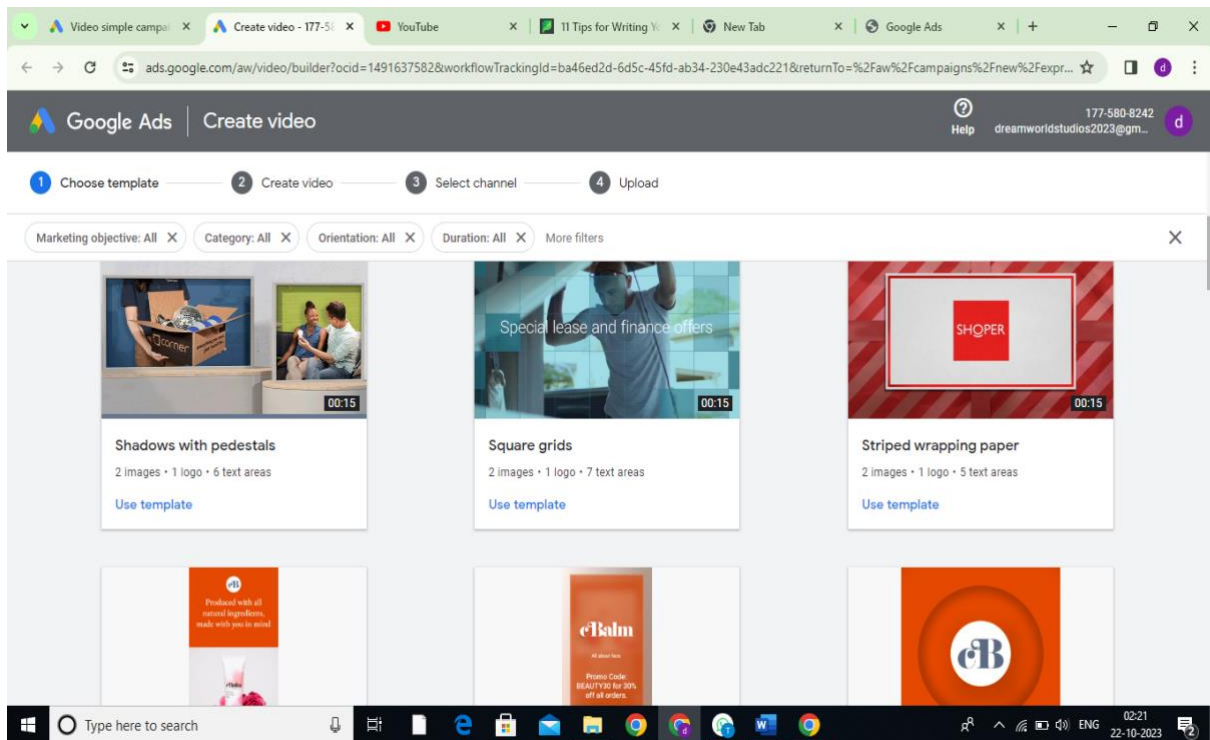 Video simple campai
Create video - 177-58
YouTube
11 Tips for Writing Yo
New Tab
Google Ads
ads.google.com/aw/video/builder?ocid=1491637582&workflowTrackingId=ba46ed2d-6d5c-45fd-ab34-230e43adc221&returnTo=%2Faw%2Fcampaigns%2Fnew%2Fexpr...
d
Google Ads
Create video
Help
177-580-8242
dreamworldstudios2023@gm...
d
1 Choose template
2 Create video
3 Select channel
4 Upload
Marketing objective: All
Category: All
Orientation: All
Duration: All
More filters
corner
00:15
Special lease and finance offers
00:15
SHOPER
00:15
Shadows with pedestals
2 images • 1 logo • 6 text areas
Use template
Square grids
2 images • 1 logo • 7 text areas
Use template
Striped wrapping paper
2 images • 1 logo • 5 text areas
Use template
cB
Produced with all
natural ingredients,
made with you in mind
cBalm
Promo Code:
BEAUTY30 for 30%
off all orders.
cB
Type here to search
ENG
02:21
22-10-2023
2